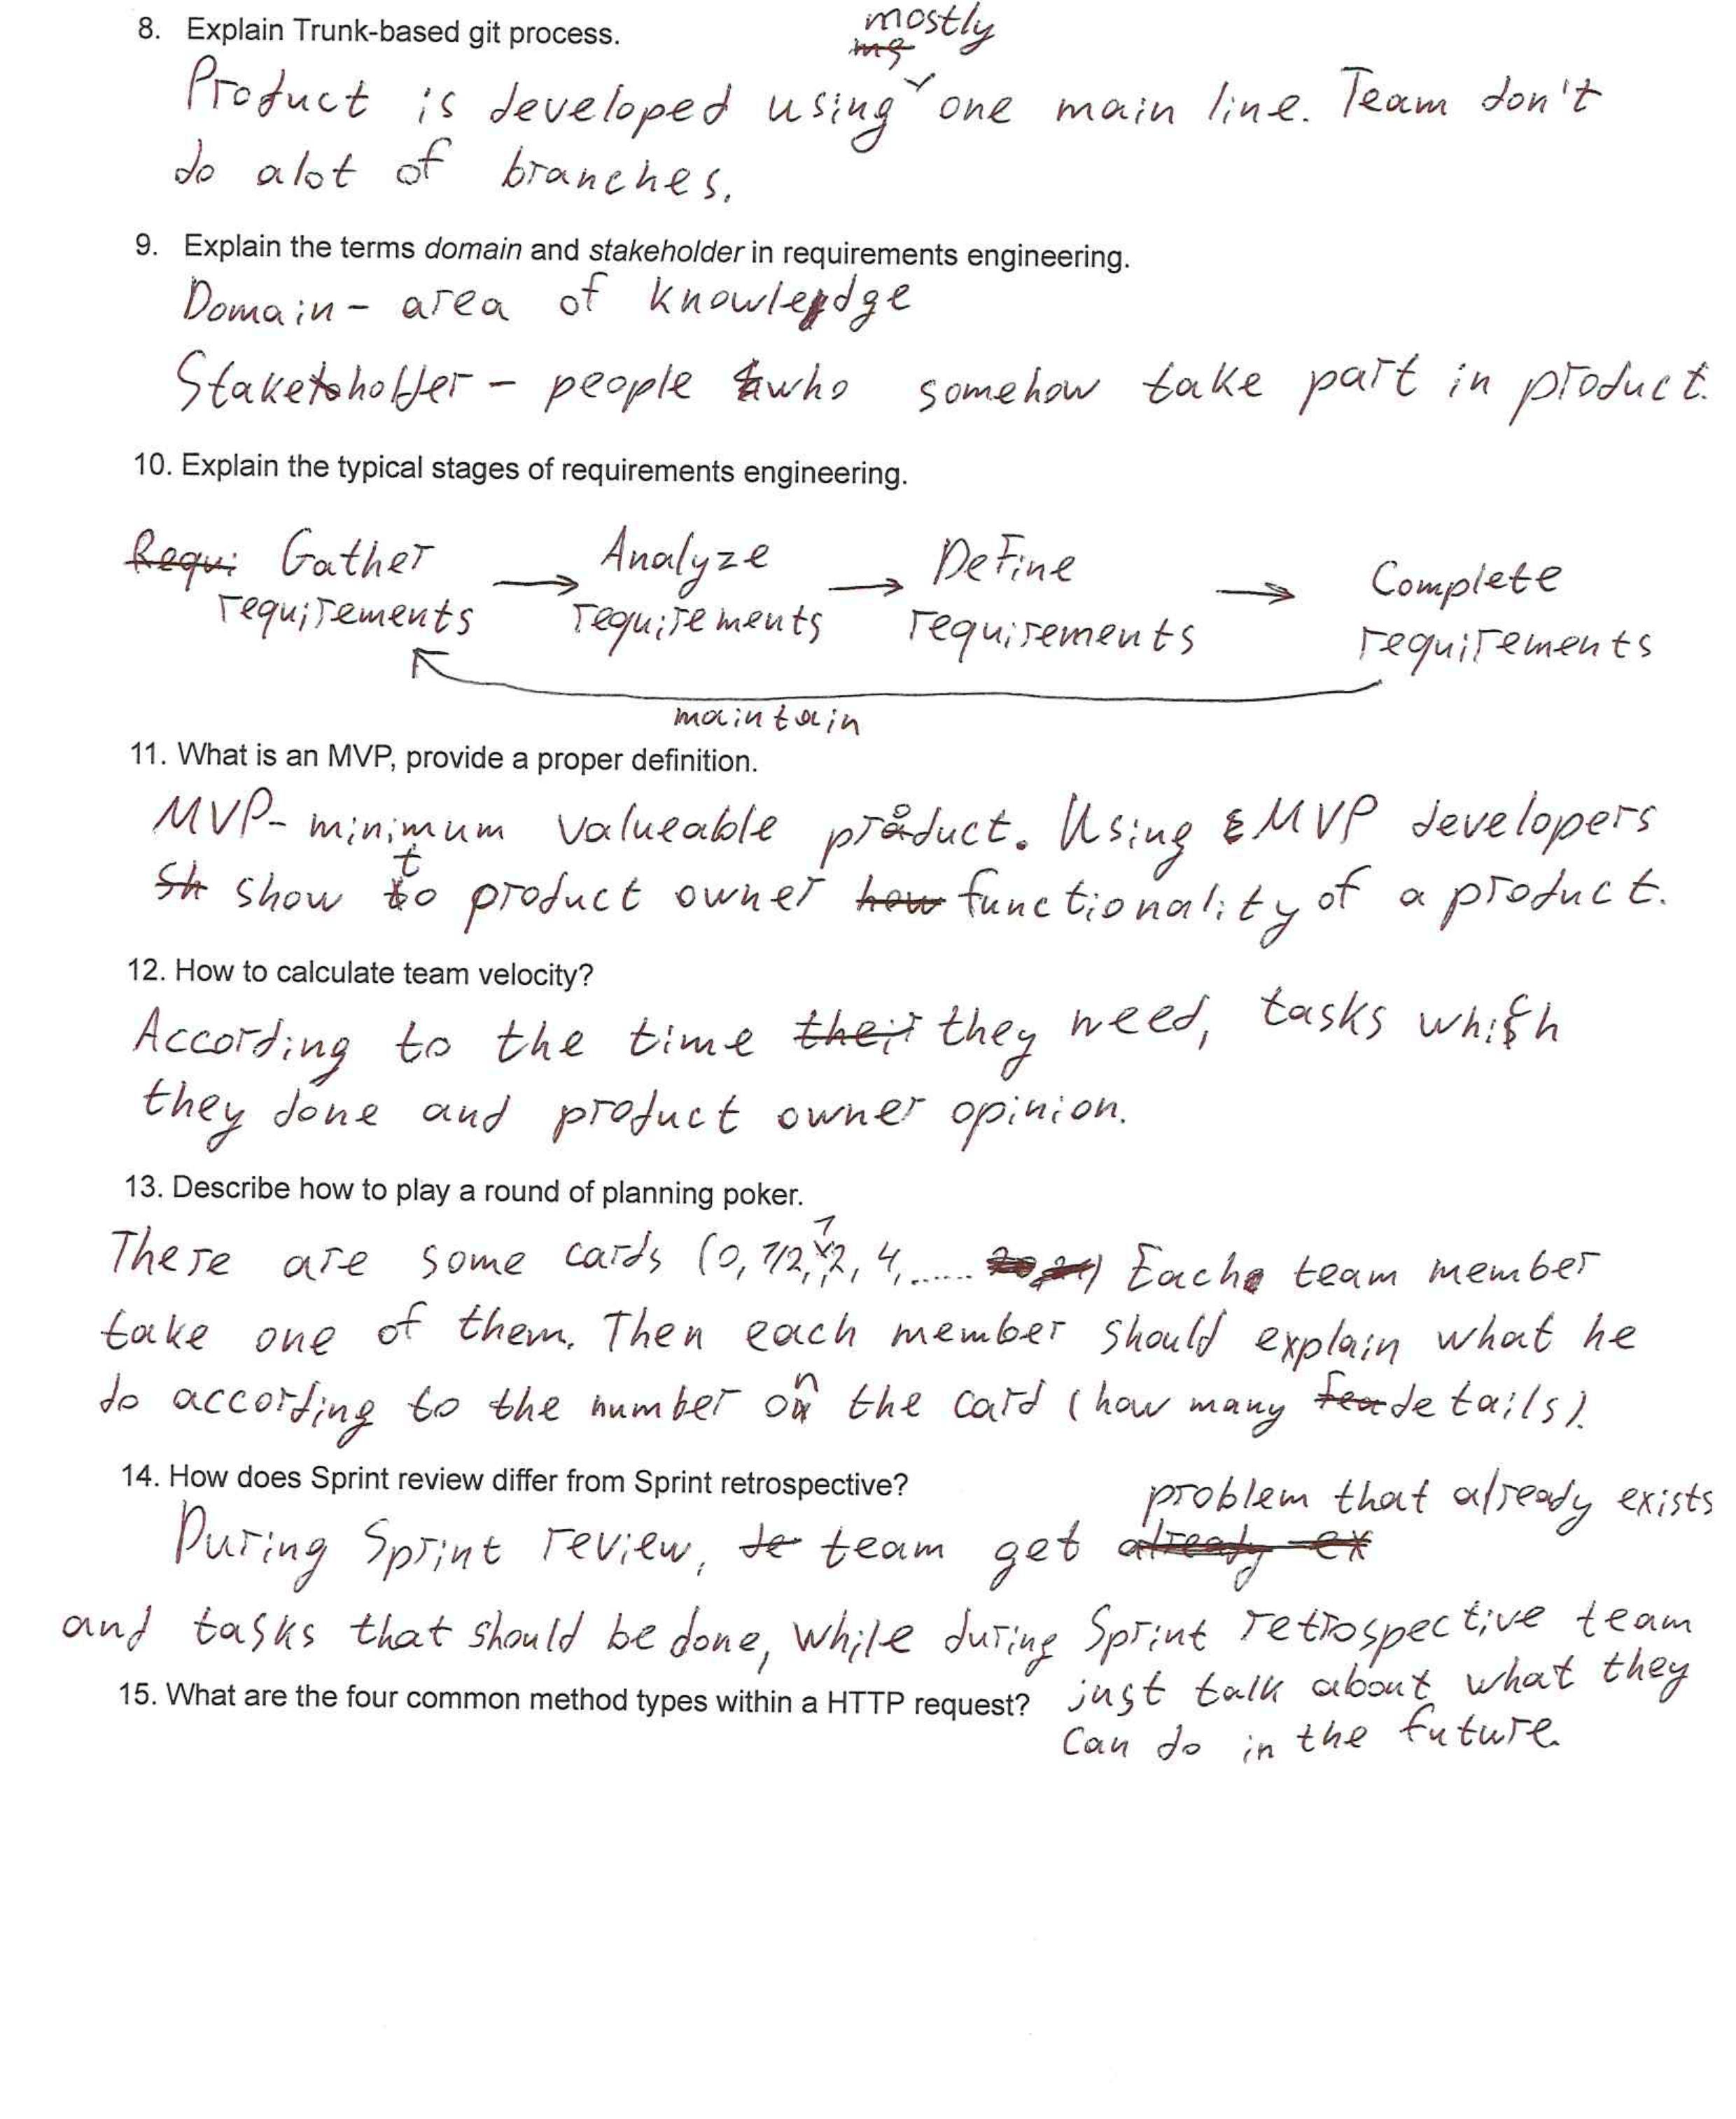 8. Explain Trunk-based git process.
mostly
Product is developed using one main line. Team don't
do alot of branches.
9. Explain the terms domain and stakeholder in requirements engineering.
Domain - area of knowledge
Stakeholder - people who somehow take part in product.
10. Explain the typical stages of requirements engineering.
Requi Gather requirements → Analyze requirements → Define requirements → Complete requirements
maintain
11. What is an MVP, provide a proper definition.
MVP - minimum valueable product. Using MVP developers
Sh show to product owner how functionality of a product.
12. How to calculate team velocity?
According to the time their they need, tasks which
they done and product owner opinion.
13. Describe how to play a round of planning poker.
There are some cards (0, 1/2, 1, 2, 4, ......) Each team member
take one of them. Then each member should explain what he
do according to the number on the card (how many details).
14. How does Sprint review differ from Sprint retrospective?
problem that already exists
During Sprint review, te team get already ex
and tasks that should be done, while during Sprint retrospective team
just talk about what they
15. What are the four common method types within a HTTP request?
can do in the future.